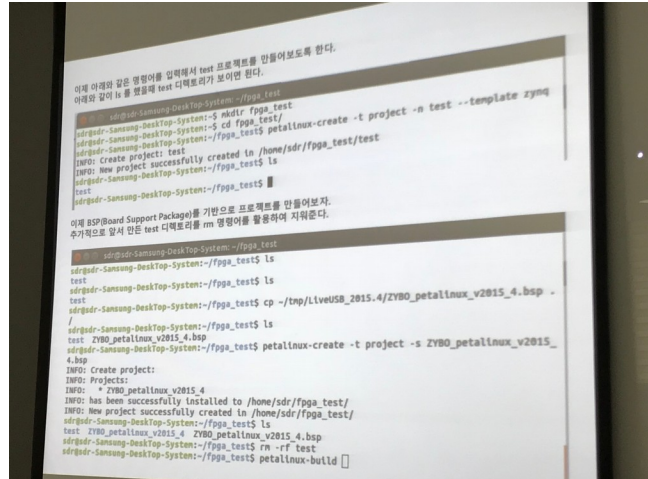 이제 아래와 같은 명령어를 입력해서 test 프로젝트를 만들어보도록 한다.
아래와 같이 ls 를 했을때 test 디렉토리가 보이면 된다.
sdr@sdr-Samsung-DeskTop-System: ~/fpga_test
sdr@sdr-Samsung-DeskTop-System:~$ mkdir fpga_test
sdr@sdr-Samsung-DeskTop-System:~$ cd fpga_test/
sdr@sdr-Samsung-DeskTop-System:~/fpga_test$ petalinux-create -t project -n test --template zynq
INFO: Create project: test
INFO: New project successfully created in /home/sdr/fpga_test/test
sdr@sdr-Samsung-DeskTop-System:~/fpga_test$ ls
test
sdr@sdr-Samsung-DeskTop-System:~/fpga_test$
이제 BSP(Board Support Package)를 기반으로 프로젝트를 만들어보자.
추가적으로 앞서 만든 test 디렉토리를 rm 명령어를 활용하여 지워준다.
sdr@sdr-Samsung-DeskTop-System: ~/fpga_test
sdr@sdr-Samsung-DeskTop-System:~/fpga_test$ ls
test
sdr@sdr-Samsung-DeskTop-System:~/fpga_test$ ls
test
sdr@sdr-Samsung-DeskTop-System:~/fpga_test$ cp ~/tmp/LiveUSB_2015.4/ZYBO_petalinux_v2015_4.bsp .
/
sdr@sdr-Samsung-DeskTop-System:~/fpga_test$ ls
test ZYBO_petalinux_v2015_4.bsp
sdr@sdr-Samsung-DeskTop-System:~/fpga_test$ petalinux-create -t project -s ZYBO_petalinux_v2015_
4.bsp
INFO: Create project:
INFO: Projects:
INFO: * ZYBO_petalinux_v2015_4
INFO: has been successfully installed to /home/sdr/fpga_test/
INFO: New project successfully created in /home/sdr/fpga_test/
sdr@sdr-Samsung-DeskTop-System:~/fpga_test$ ls
test ZYBO_petalinux_v2015_4 ZYBO_petalinux_v2015_4.bsp
sdr@sdr-Samsung-DeskTop-System:~/fpga_test$ rm -rf test
sdr@sdr-Samsung-DeskTop-System:~/fpga_test$ petalinux-build